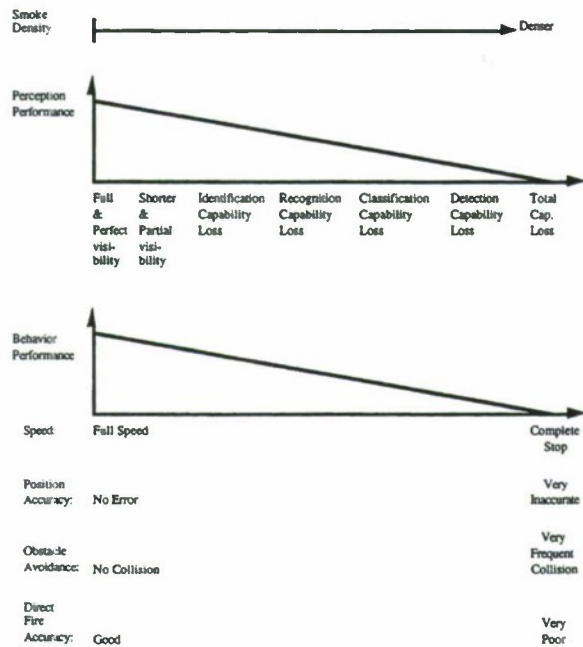 Smoke
Density
Denser
Perception
Performance
Full Shorter Identification Recognition Classification Detection Total
& & Capability Capability Capability Capability Cap.
Perfect Partial Loss Loss Loss Loss Loss
visi- visi-
bility bility
Behavior
Performance
Speed: Full Speed Complete
Stop
Position Very
Accuracy: No Error Inaccurate
Very
Obstacle Frequent
Avoidance: No Collision Collision
Direct
Fire Very
Accuracy: Good Poor